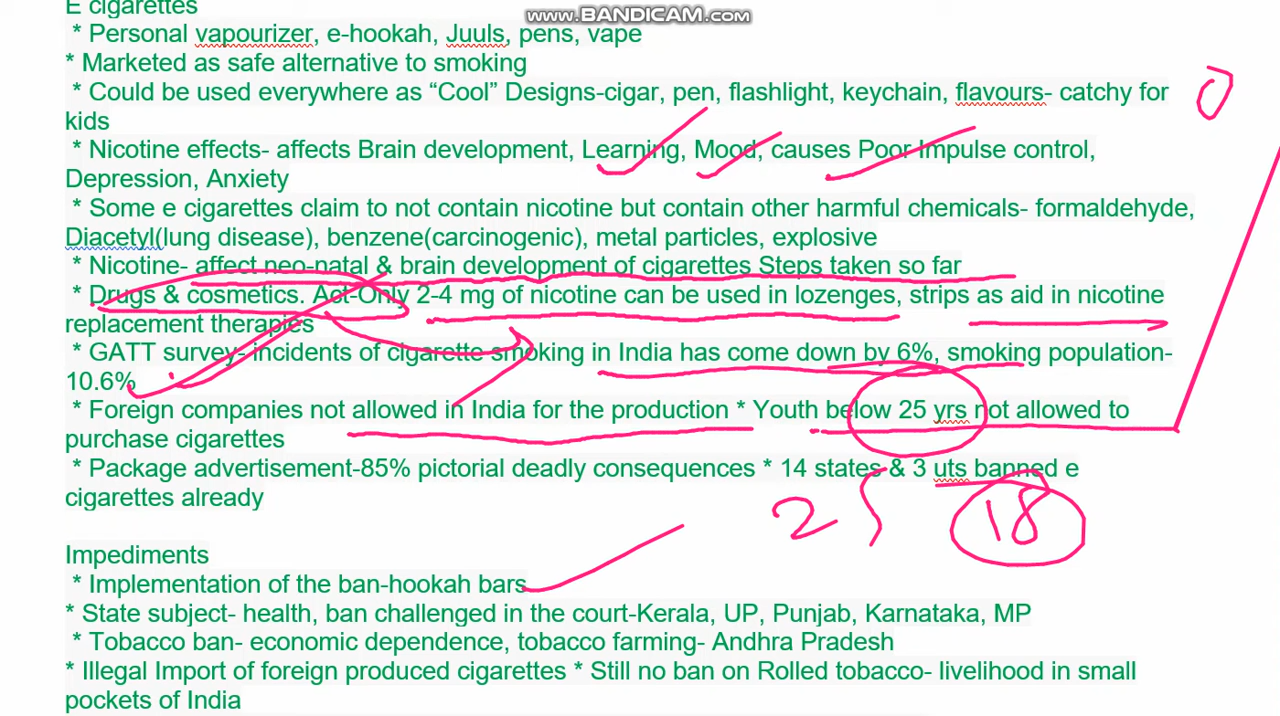 www.BANDICAM.com
E cigarettes
* Personal vapourizer, e-hookah, Juuls, pens, vape
* Marketed as safe alternative to smoking
* Could be used everywhere as “Cool” Designs-cigar, pen, flashlight, keychain, flavours- catchy for
kids
* Nicotine effects- affects Brain development, Learning, Mood, causes Poor Impulse control,
Depression, Anxiety
* Some e cigarettes claim to not contain nicotine but contain other harmful chemicals- formaldehyde,
Diacetyl(lung disease), benzene(carcinogenic), metal particles, explosive
* Nicotine- affect neo-natal & brain development of cigarettes Steps taken so far
* Drugs & cosmetics. Act-Only 2-4 mg of nicotine can be used in lozenges, strips as aid in nicotine
replacement therapies
* GATT survey- incidents of cigarette smoking in India has come down by 6%, smoking population-
10.6%
* Foreign companies not allowed in India for the production * Youth below 25 yrs not allowed to
purchase cigarettes
* Package advertisement-85% pictorial deadly consequences * 14 states & 3 uts banned e
cigarettes already
25 18
Impediments
* Implementation of the ban-hookah bars
* State subject- health, ban challenged in the court-Kerala, UP, Punjab, Karnataka, MP
* Tobacco ban- economic dependence, tobacco farming- Andhra Pradesh
* Illegal Import of foreign produced cigarettes * Still no ban on Rolled tobacco- livelihood in small
pockets of India